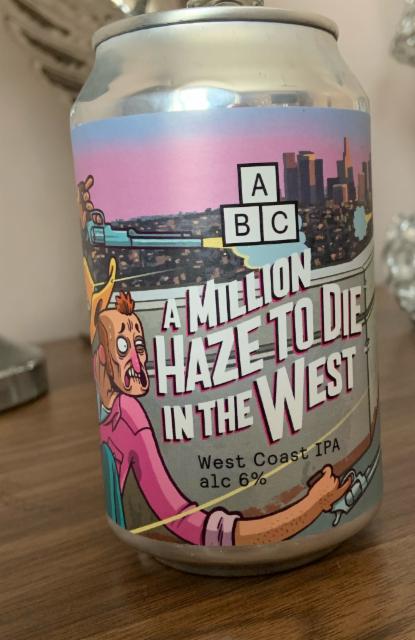 A
BC
A MILLION
HAZE TO DIE
IN THE WEST
West Coast IPA
alc 6%